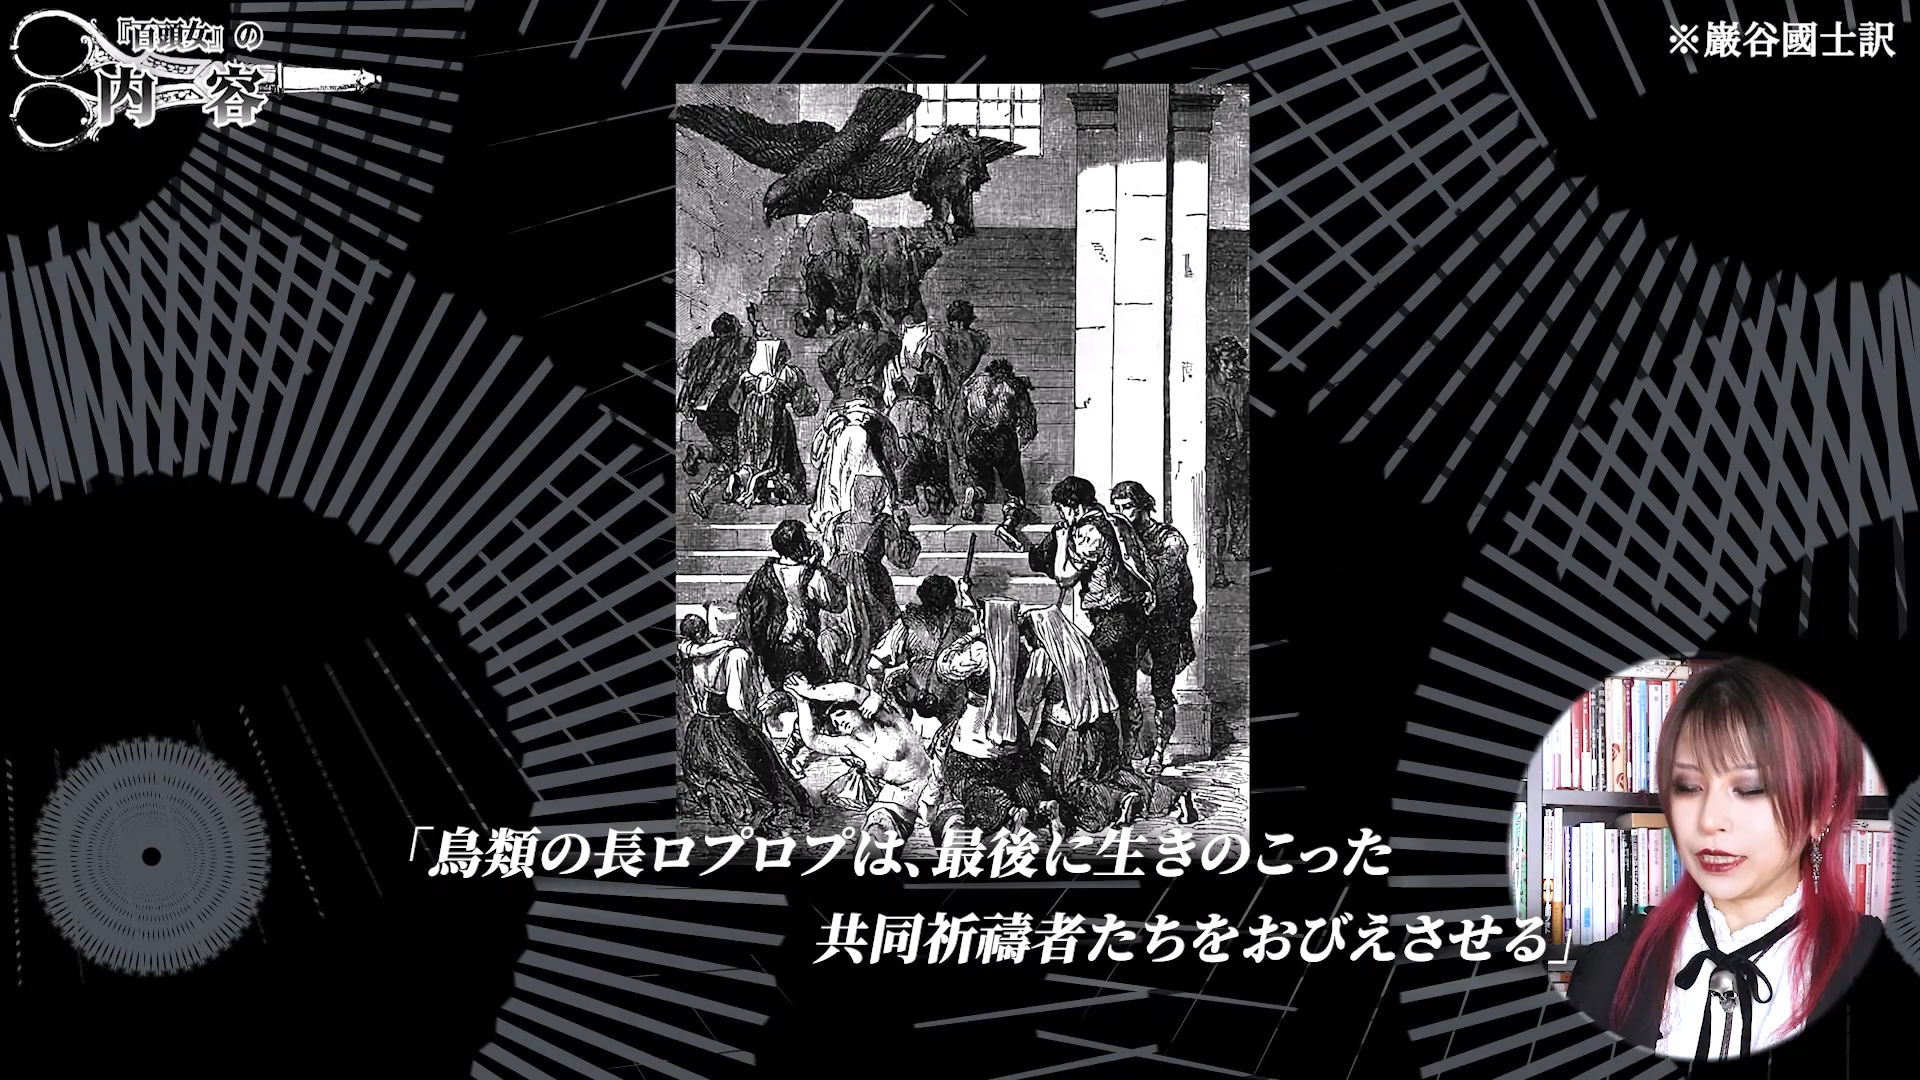 『百頭女』の
内容
※巖谷國士訳
「鳥類の長ロプロプは、最後に生きのこった
共同祈禱者たちをおびえさせる」